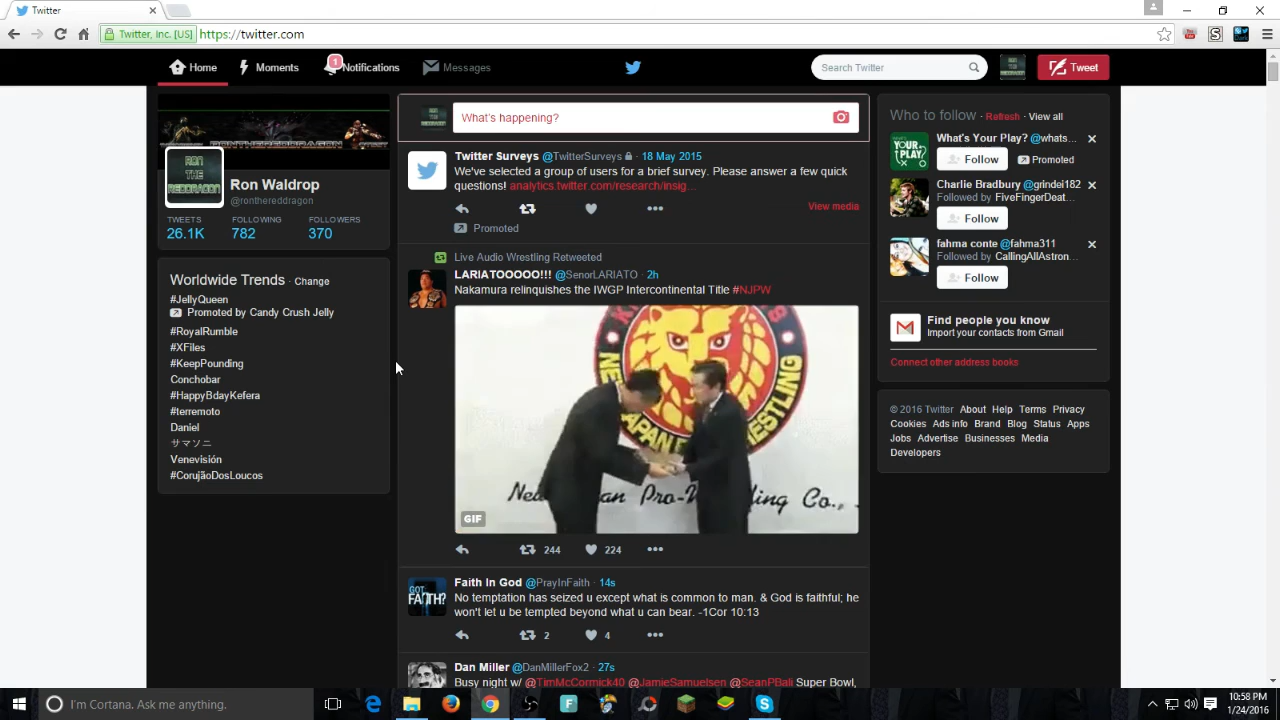 Twitter
Twitter, Inc. [US]
https://twitter.com
Home
Moments
1
Notifications
Messages
Search Twitter
Tweet
RONTHEREDDRAGON
RON
THE
REDDRAGON
Ron Waldrop
@ronthereddragon
TWEETS
FOLLOWING
FOLLOWERS
26.1K
782
370
Worldwide Trends · Change
#JellyQueen
Promoted by Candy Crush Jelly
#RoyalRumble
#XFiles
#KeepPounding
Conchobar
#HappyBdayKefera
#terremoto
Daniel
サマソニ
Venevisión
#CorujãoDosLoucos
What's happening?
Twitter Surveys @TwitterSurveys · 18 May 2015
We've selected a group of users for a brief survey. Please answer a few quick
questions! analytics.twitter.com/research/insig...
View media
Promoted
Live Audio Wrestling Retweeted
LARIATOOOOO!!! @SenorLARIATO · 2h
Nakamura relinquishes the IWGP Intercontinental Title #NJPW
GIF
244
224
GOT
FAITH?
Faith In God @PrayInFaith · 14s
No temptation has seized u except what is common to man. & God is faithful; he
won't let u be tempted beyond what u can bear. -1Cor 10:13
2
4
Dan Miller @DanMillerFox2 · 27s
Busy night w/ @TimMcCormick40 @JamieSamuelsen @SeanPBali Super Bowl,
Who to follow · Refresh · View all
YOUR
PLAY
What's Your Play? @whats...
Follow
Promoted
Charlie Bradbury @grindei182
Followed by FiveFingerDeat...
Follow
fahma conte @fahma311
Followed by CallingAllAstron...
Follow
Find people you know
Import your contacts from Gmail
Connect other address books
© 2016 Twitter About Help Terms Privacy
Cookies Ads info Brand Blog Status Apps
Jobs Advertise Businesses Media
Developers
I'm Cortana. Ask me anything.
10:58 PM
1/24/2016